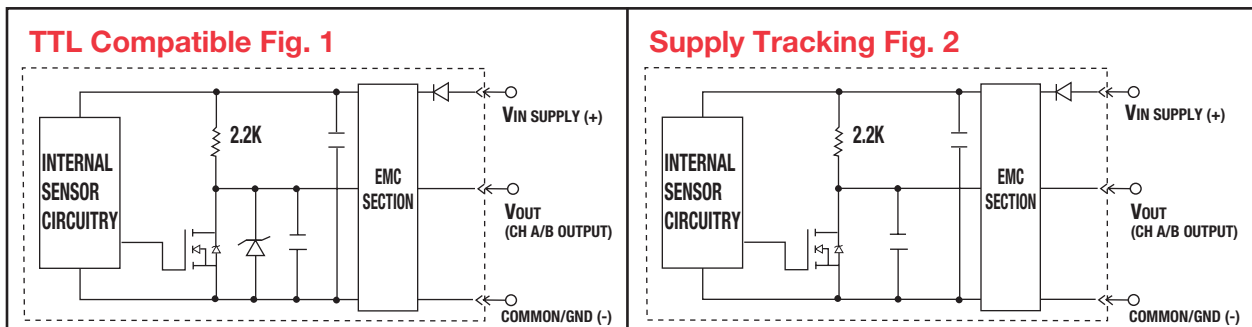 TTL Compatible Fig. 1
VIN SUPPLY (+)
2.2K
INTERNAL
SENSOR
CIRCUITRY
EMC
SECTION
VOUT
(CH A/B OUTPUT)
COMMON/GND (-)
Supply Tracking Fig. 2
VIN SUPPLY (+)
2.2K
INTERNAL
SENSOR
CIRCUITRY
EMC
SECTION
VOUT
(CH A/B OUTPUT)
COMMON/GND (-)